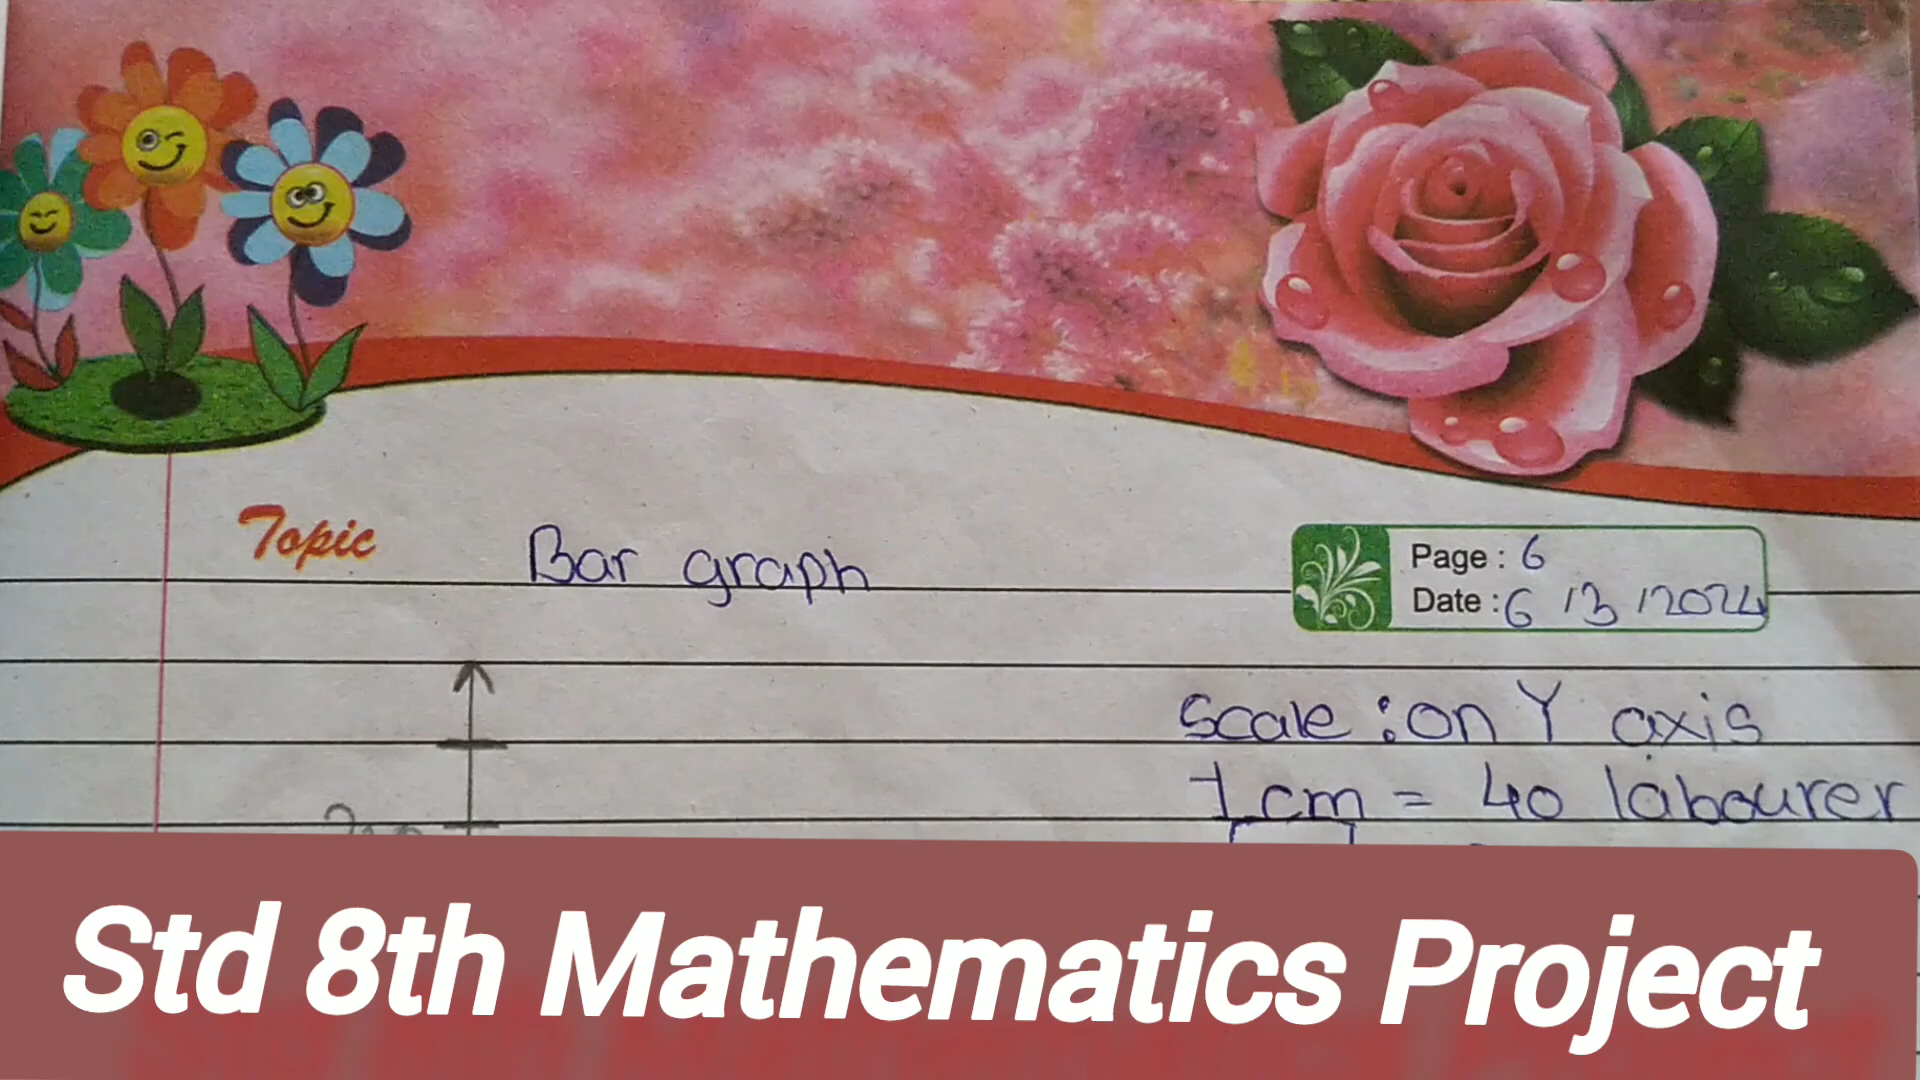 Topic Bar graph
Page : 6
Date : 6 /3 /2024
Scale : on Y axis
1 cm = 40 labourer
Std 8th Mathematics Project